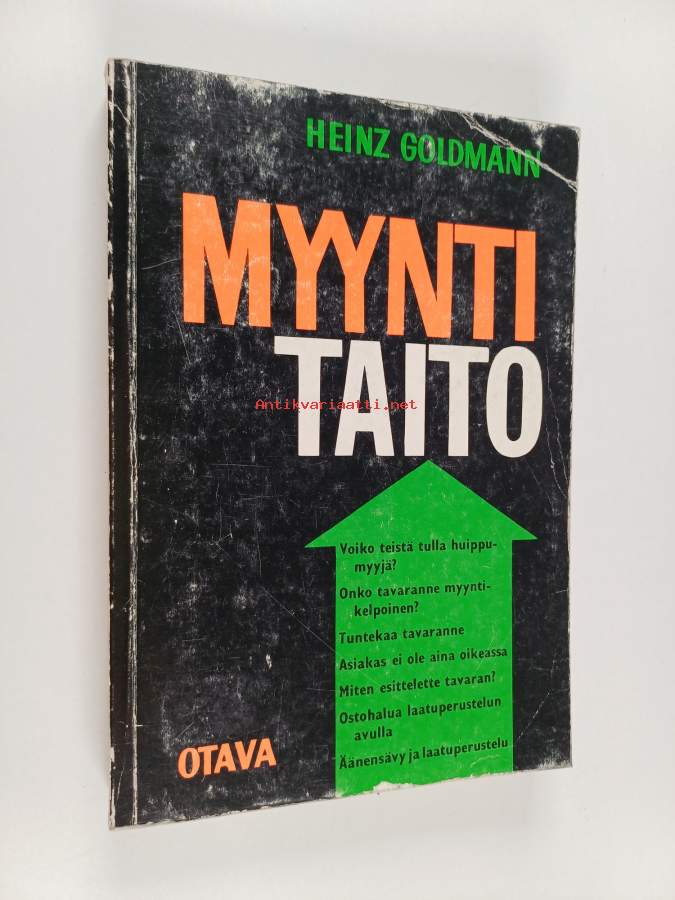 HEINZ GOLDMANN
MYYNTI
TAITO
Antikvariaatti.net
Voiko teistä tulla huippu-
myyjä?
Onko tavaranne myynti-
kelpoinen?
Tuntekaa tavaranne
Asiakas ei ole aina oikeassa
Miten esittelette tavaran?
Ostohalua laatuperustelun
avulla
Äänensävy ja laatuperustelu
OTAVA